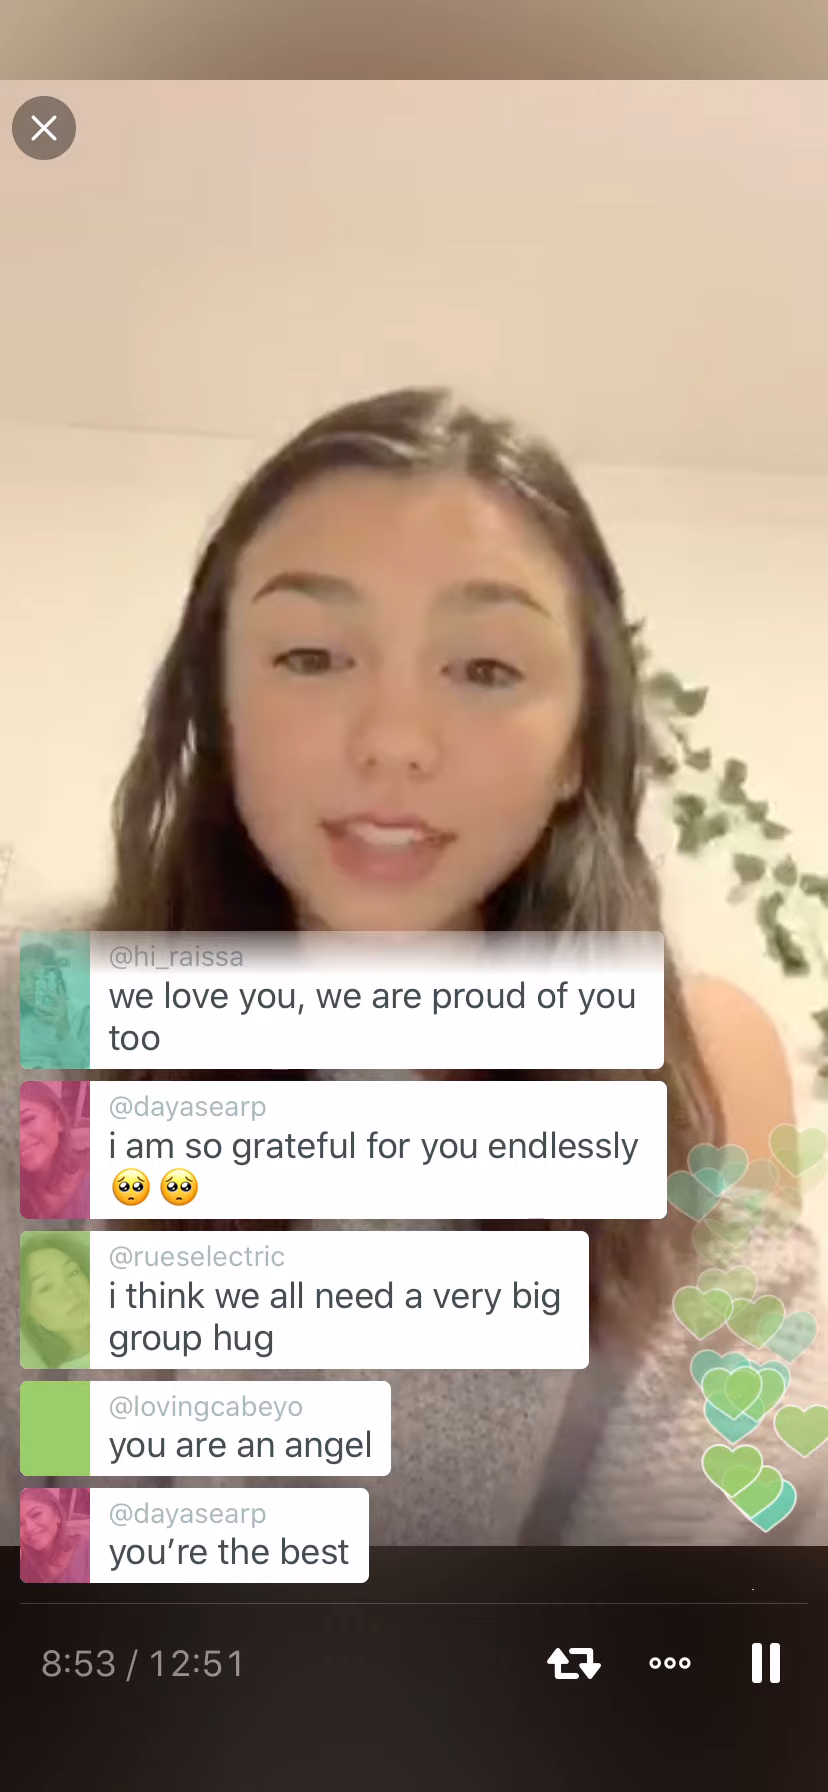 @hi_raissa
we love you, we are proud of you
too
@dayasearp
i am so grateful for you endlessly
🥺🥺
@rueselectric
i think we all need a very big
group hug
@lovingcabeyo
you are an angel
@dayasearp
you’re the best
8:53 / 12:51